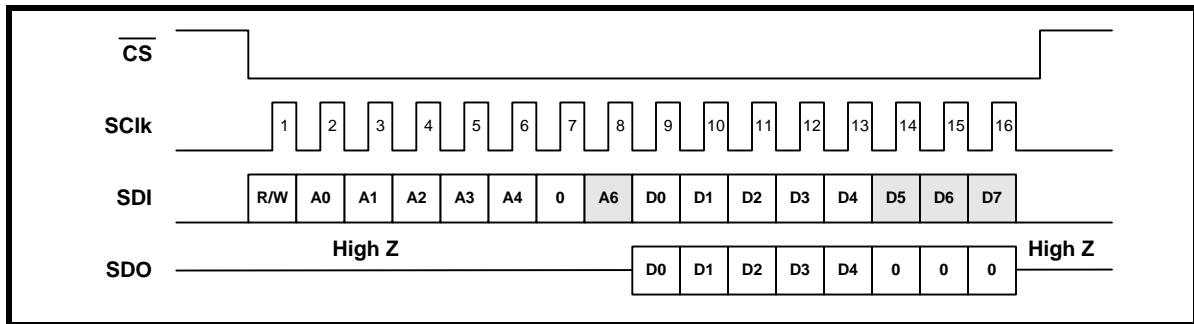 CS
SClk 1 2 3 4 5 6 7 8 9 10 11 12 13 14 15 16
SDI R/W A0 A1 A2 A3 A4 0 A6 D0 D1 D2 D3 D4 D5 D6 D7
High Z High Z
SDO D0 D1 D2 D3 D4 0 0 0